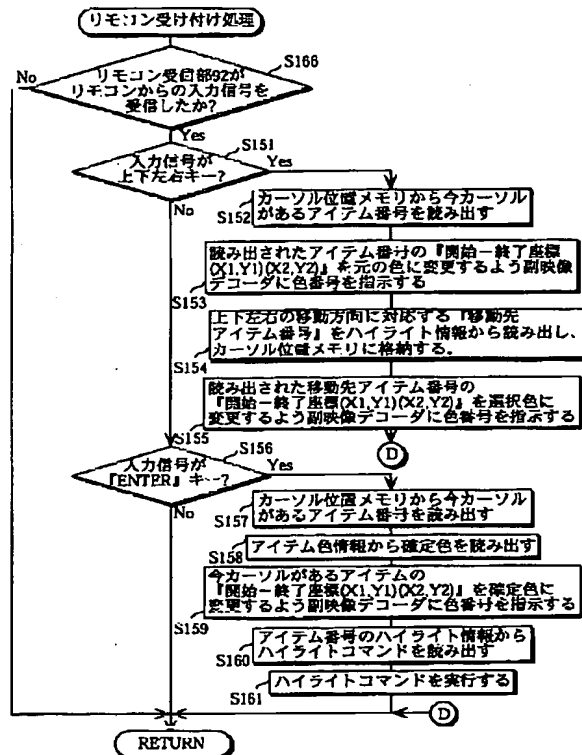 リモコン受け付け処理
S166
No
リモコン受信部92が
リモコンからの入力信号を
受信したか?
Yes
S151
入力信号が
上下左右キー?
Yes
No
S152
カーソル位置メモリから今カーソル
があるアイテム番号を読み出す
読み出されたアイテム番号の『開始ー終了座標
(X1,Y1)(X2,Y2)』を元の色に変更するよう副映像
デコーダに色番号を指示する
S153
上下左右の移動方向に対応する『移動先
アイテム番号』をハイライト情報から読み出し、
カーソル位置メモリに格納する。
S154
読み出された移動先アイテム番号の
『開始ー終了座標(X1,Y1)(X2,Y2)』を選択色に
変更するよう副映像デコーダに色番号を指示する
S155
D
S156
入力信号が
『ENTER』キー?
Yes
No
S157
カーソル位置メモリから今カーソル
があるアイテム番号を読み出す
S158
アイテム色情報から確定色を読み出す
今カーソルがあるアイテムの
『開始ー終了座標(X1,Y1)(X2,Y2)』を確定色に
変更するよう副映像デコーダに色番号を指示する
S159
アイテム番号のハイライト情報から
ハイライトコマンドを読み出す
S160
ハイライトコマンドを実行する
S161
D
RETURN